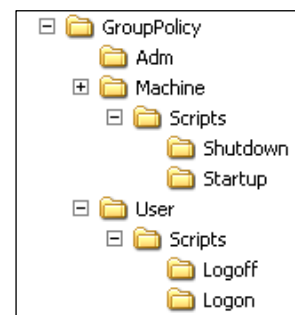 GroupPolicy
Adm
Machine
Scripts
Shutdown
Startup
User
Scripts
Logoff
Logon